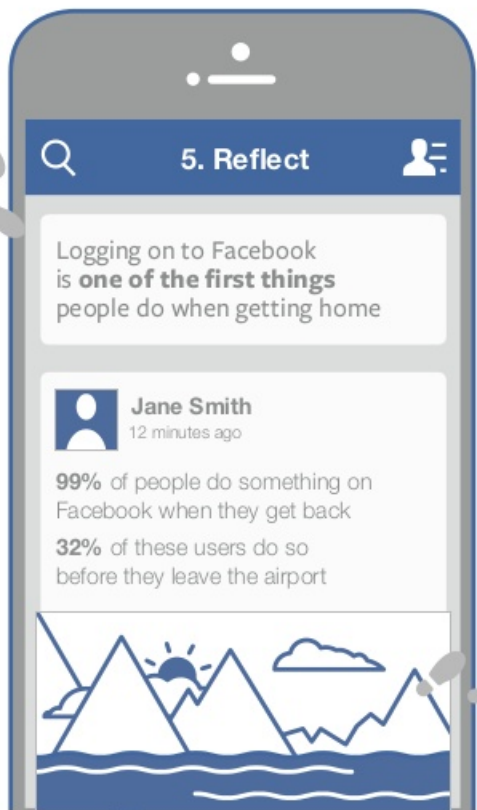 5. Reflect
Logging on to Facebook
is one of the first things
people do when getting home
Jane Smith
12 minutes ago
99% of people do something on
Facebook when they get back
32% of these users do so
before they leave the airport